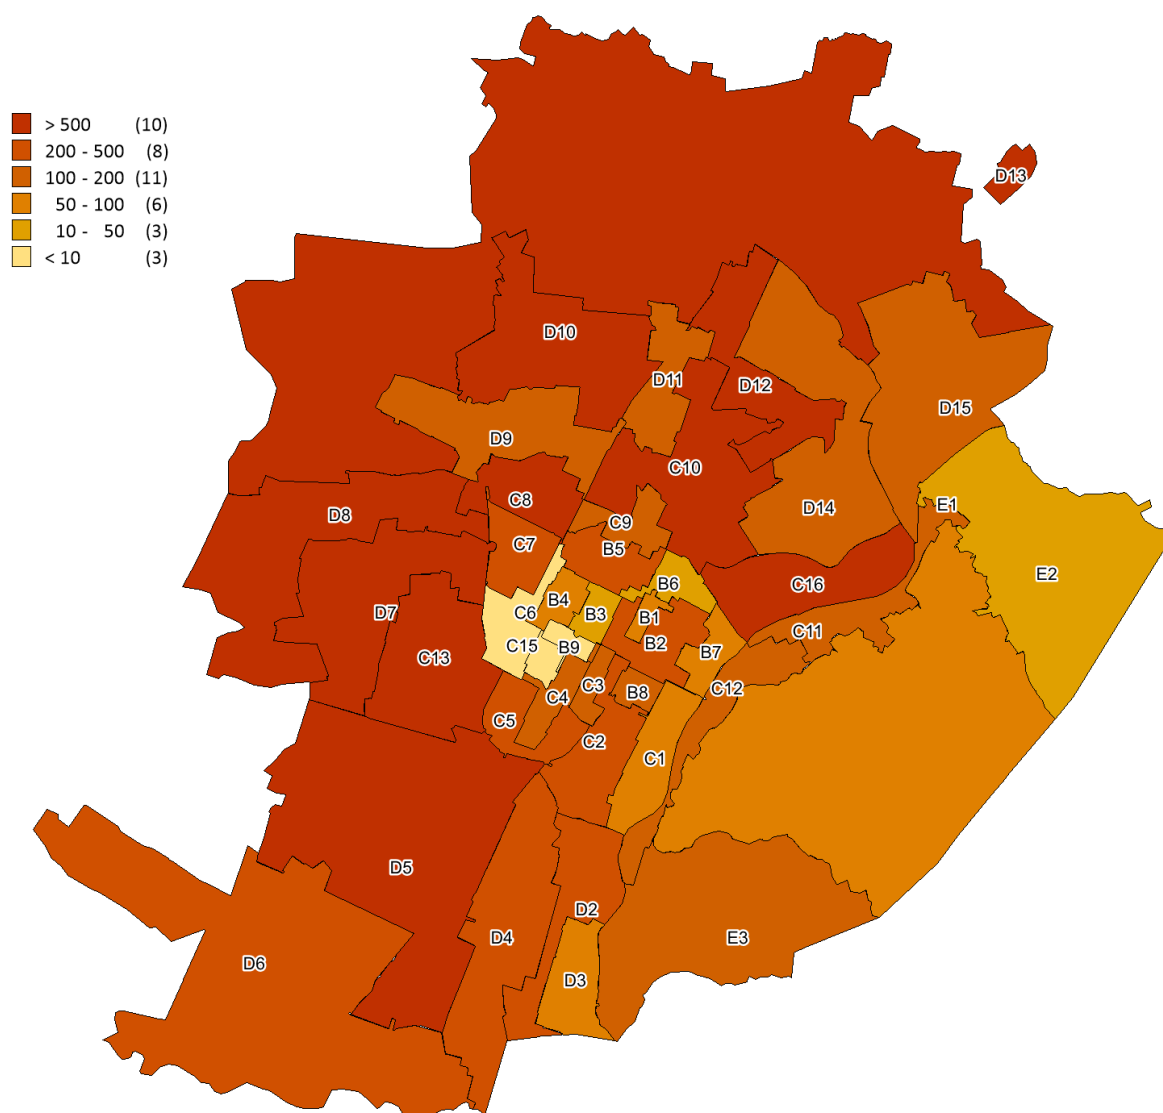 > 500 (10)
200 - 500 (8)
100 - 200 (11)
50 - 100 (6)
10 - 50 (3)
< 10 (3)
D13
D10
D11
D12
D15
D9
C10
C8
D8
D14
E1
C9
C7
B5
E2
B6
C16
D7
C6
B4
B3
B1
C11
C15
B9
B2
B7
C13
C3
C4
B8
C12
C5
C2
C1
D5
D2
D4
E3
D6
D3